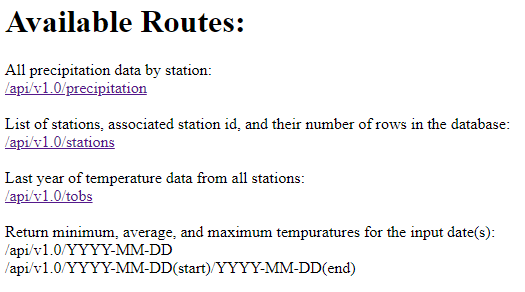 Available Routes:
All precipitation data by station:
/api/v1.0/precipitation
List of stations, associated station id, and their number of rows in the database:
/api/v1.0/stations
Last year of temperature data from all stations:
/api/v1.0/tobs
Return minimum, average, and maximum tempuratures for the input date(s):
/api/v1.0/YYYY-MM-DD
/api/v1.0/YYYY-MM-DD(start)/YYYY-MM-DD(end)